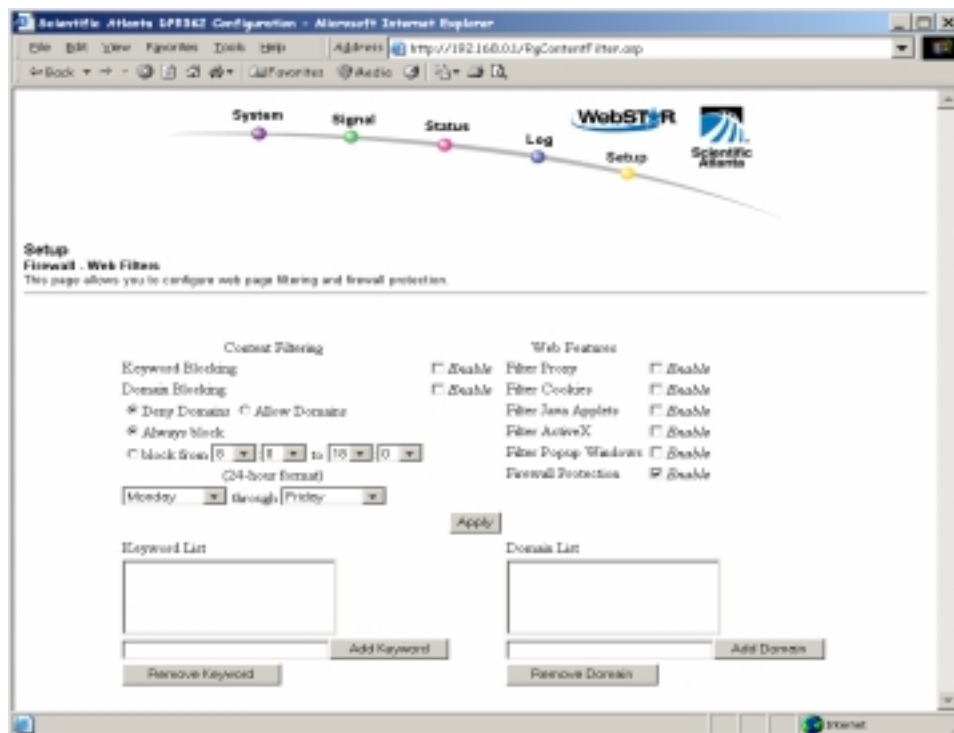 Scientific Atlanta DPR362 Configuration - Microsoft Internet Explorer
File Edit View Favorites Tools Help Address http://192.168.0.1/RgContentFilter.asp
Back Favorites Media
System
Signal
Status
Log
Setup
WebSTAR
Scientific
Atlanta
Setup
Firewall - Web Filters
This page allows you to configure web page filtering and firewall protection.
Content Filtering
Keyword Blocking Enable
Domain Blocking Enable
Deny Domains Allow Domains
Always block
block from 8 : 0 to 18 : 0
(24-hour format)
Monday through Friday
Web Features
Filter Proxy Enable
Filter Cookies Enable
Filter Java Applets Enable
Filter ActiveX Enable
Filter Popup Windows Enable
Firewall Protection Enable
Apply
Keyword List
Add Keyword
Remove Keyword
Domain List
Add Domain
Remove Domain
Internet